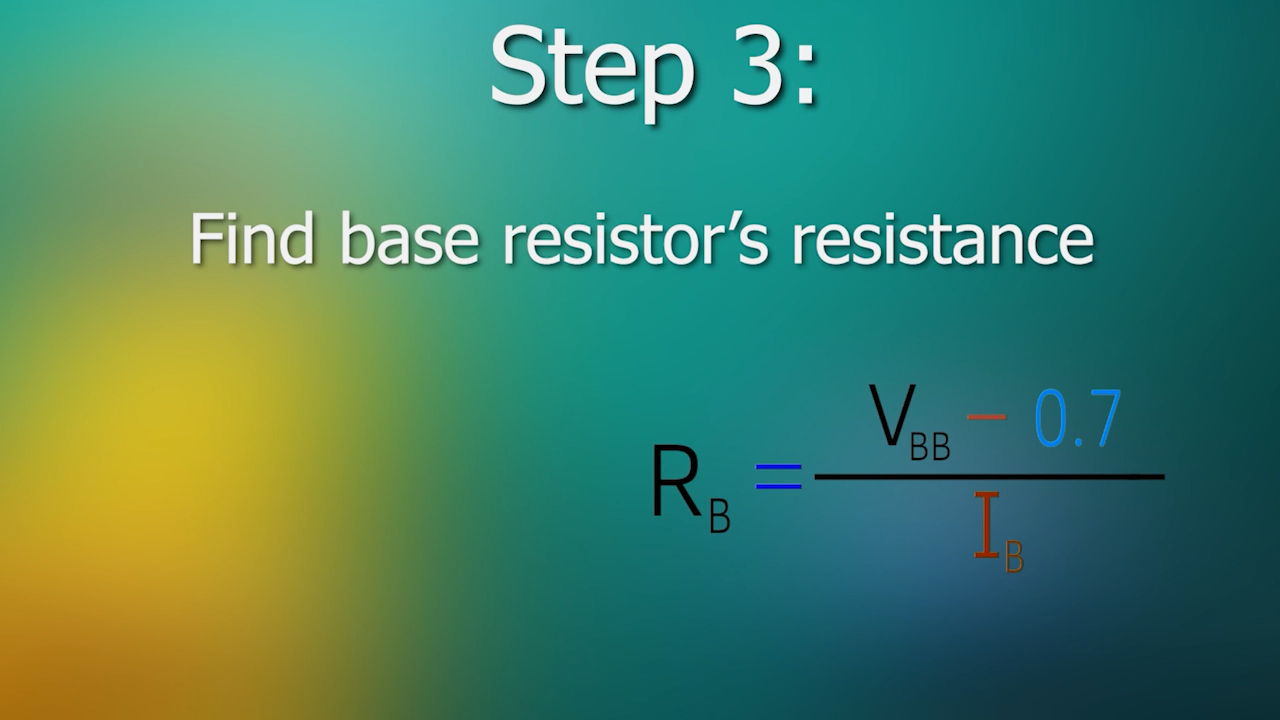 Step 3:
Find base resistor’s resistance
R_B = (V_BB − 0.7) / I_B